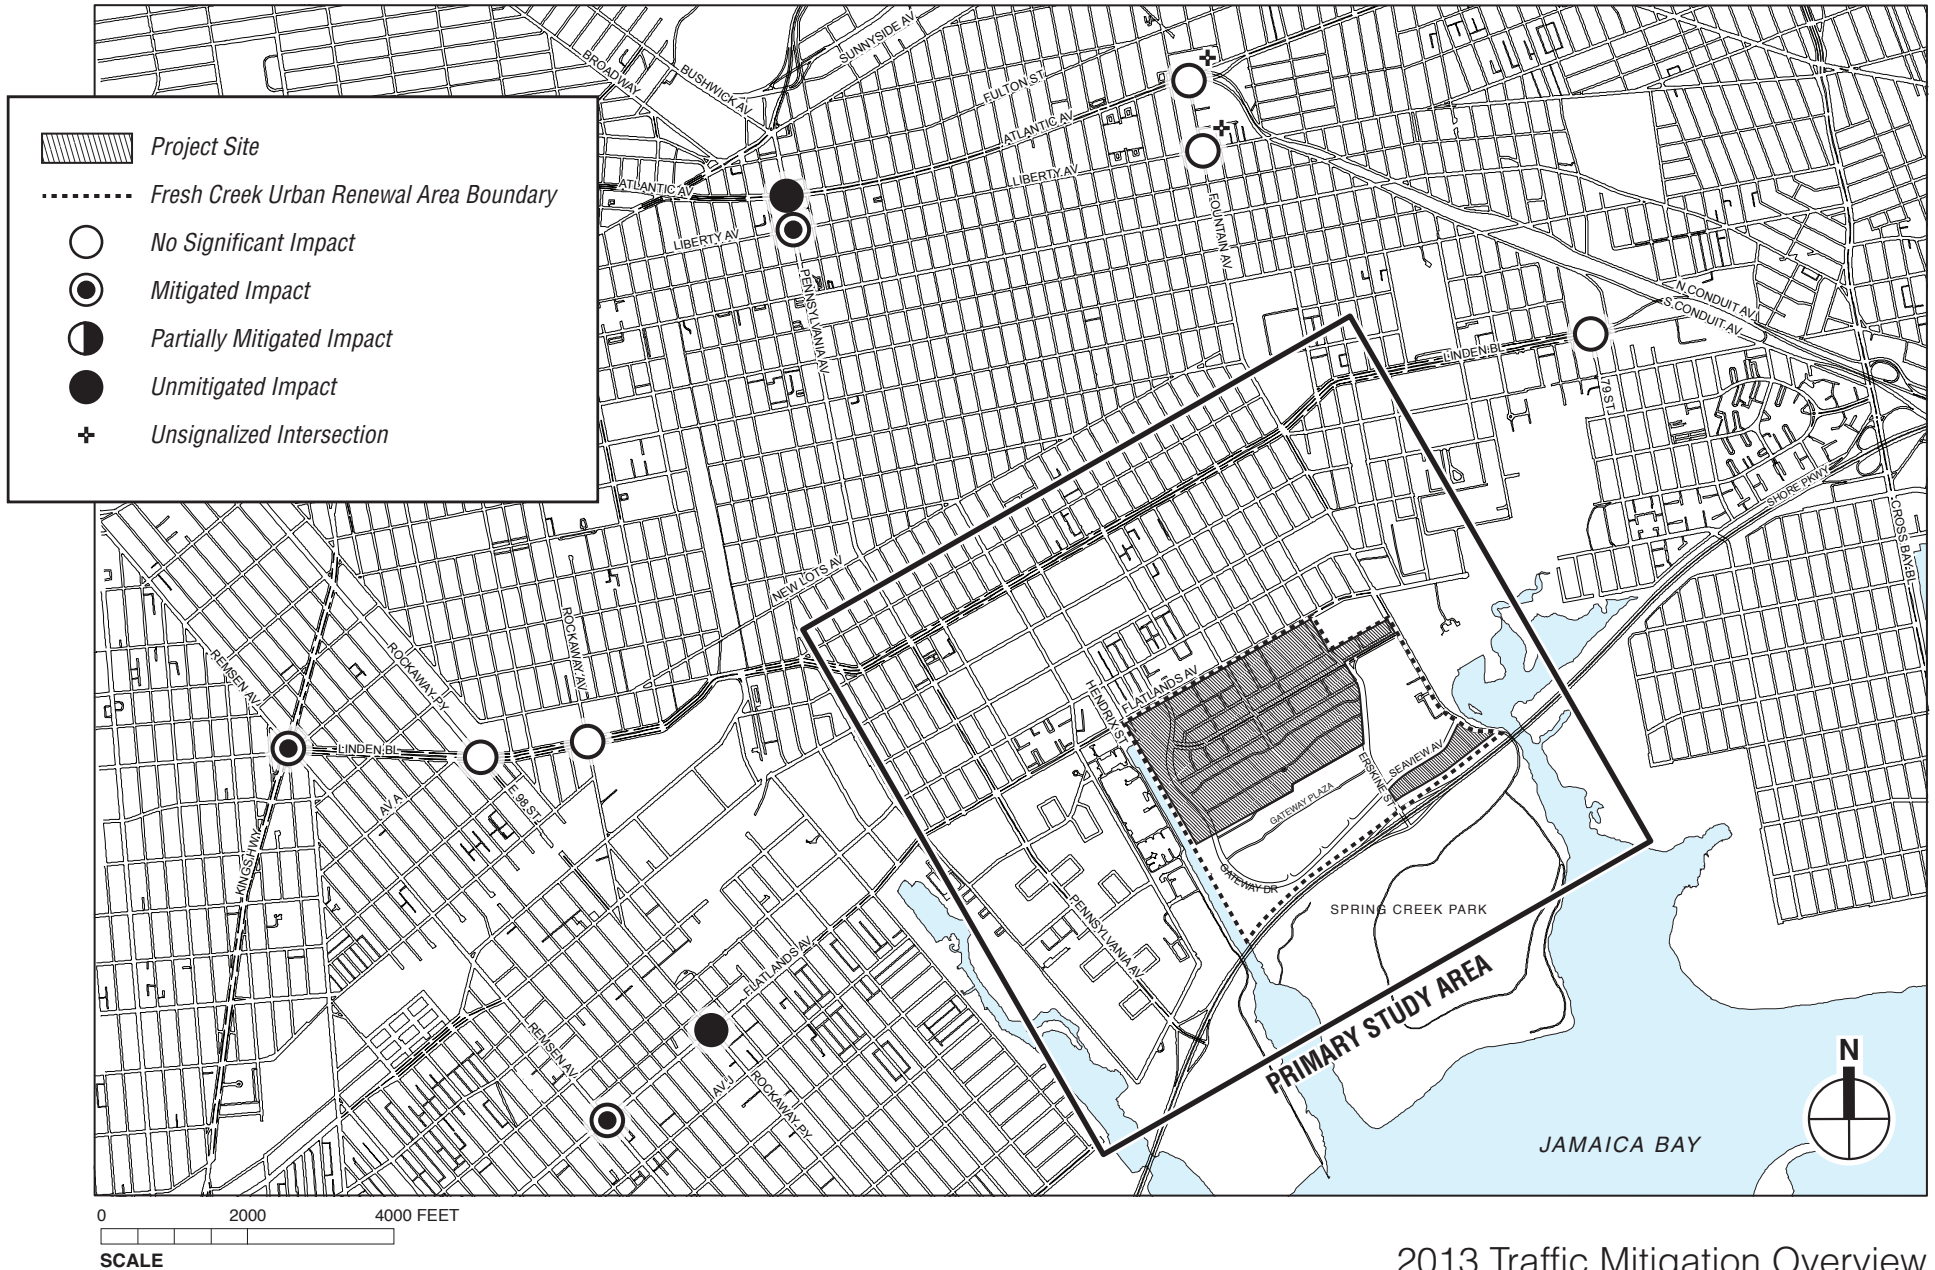 SUNNYSIDE AV
BROADWAY
BUSHWICK AV
FULTON ST
ATLANTIC AV
LIBERTY AV
Project Site
Fresh Creek Urban Renewal Area Boundary
No Significant Impact
Mitigated Impact
Partially Mitigated Impact
Unmitigated Impact
Unsignalized Intersection
ATLANTIC AV
LIBERTY AV
PENNSYLVANIA AV
FOUNTAIN AV
N CONDUIT AV
S CONDUIT AV
LINDEN BL
79 ST
SHORE PKWY
CROSS BAY BL
NEW LOTS AV
ROCKAWAY AV
ROCKAWAY PY
REMSEN AV
LINDEN BL
AV A
E 98 ST
KINGS HWY
HENDRIX ST
FLATLANDS AV
ERSKINE S
SEAVIEW AV
GATEWAY PLAZA
GATEWAY DR
SPRING CREEK PARK
PENNSYLVANIA AV
FLATLANDS AV
REMSEN AV
AV J
ROCKAWAY PY
PRIMARY STUDY AREA
JAMAICA BAY
N
0 2000 4000 FEET
SCALE
2013 Traffic Mitigation Overview